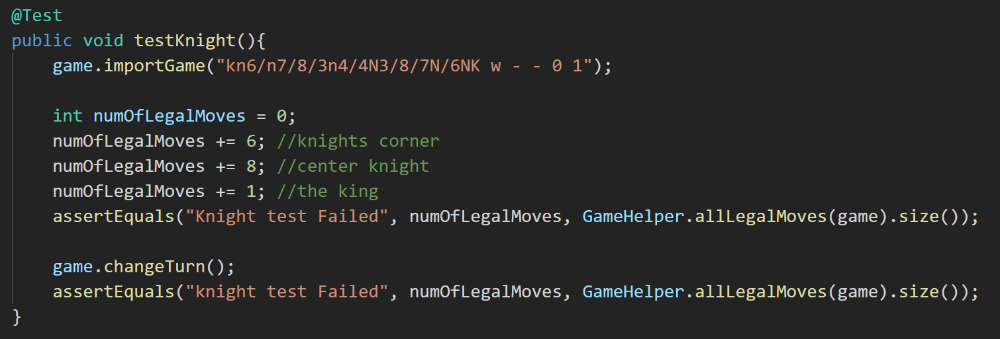 @Test
public void testKnight(){
game.importGame("kn6/n7/8/3n4/4N3/8/7N/6NK w - - 0 1");
int numOfLegalMoves = 0;
numOfLegalMoves += 6; //knights corner
numOfLegalMoves += 8; //center knight
numOfLegalMoves += 1; //the king
assertEquals("Knight test Failed", numOfLegalMoves, GameHelper.allLegalMoves(game).size());
game.changeTurn();
assertEquals("knight test Failed", numOfLegalMoves, GameHelper.allLegalMoves(game).size());
}